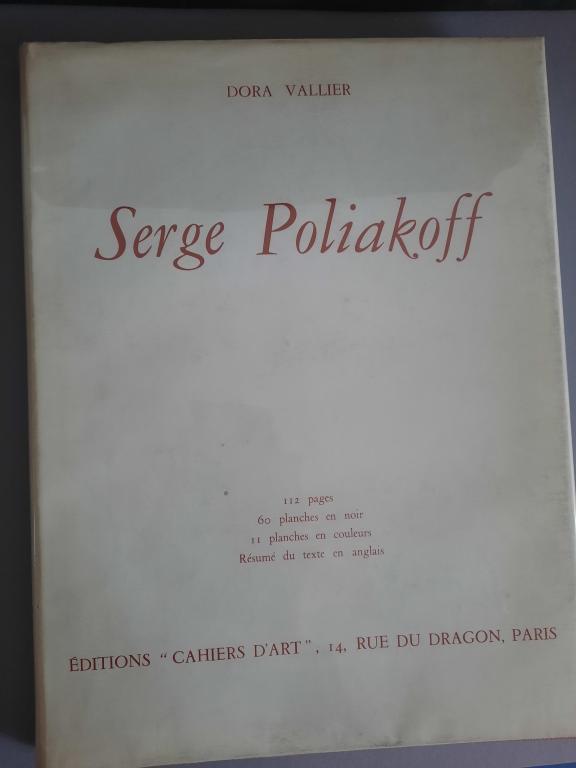 DORA VALLIER
Serge Poliakoff
112 pages
60 planches en noir
11 planches en couleurs
Résumé du texte en anglais
ÉDITIONS "CAHIERS D'ART", 14, RUE DU DRAGON, PARIS